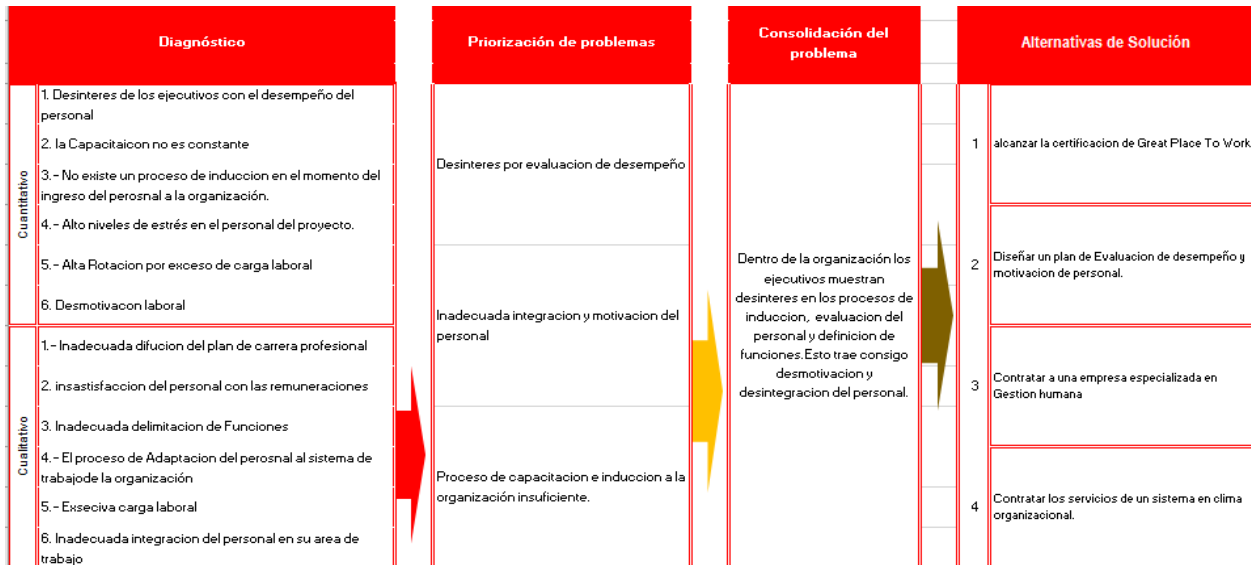 Diagnóstico
Cuantitativo
1. Desinteres de los ejecutivos con el desempeño del
personal
2. la Capacitaicon no es constante
3.- No existe un proceso de induccion en el momento del
ingreso del perosnal a la organización.
4.- Alto niveles de estrés en el personal del proyecto.
5.- Alta Rotacion por exceso de carga laboral
6. Desmotivacon laboral
Cualitativo
1.- Inadecuada difucion del plan de carrera profesional
2. insastisfaccion del personal con las remuneraciones
3. Inadecuada delimitacion de Funciones
4.- El proceso de Adaptacion del perosnal al sistema de
trabajode la organización
5.- Exseciva carga laboral
6. Inadecuada integracion del personal en su area de
trabajo
Priorización de problemas
Desinteres por evaluacion de desempeño
Inadecuada integracion y motivacion del
personal
Proceso de capacitacion e induccion a la
organización insuficiente.
Consolidación del
problema
Dentro de la organización los
ejecutivos muestran
desinteres en los procesos de
induccion, evaluacion del
personal y definicion de
funciones.Esto trae consigo
desmotivacion y
desintegracion del personal.
Alternativas de Solución
1 alcanzar la certificacion de Great Place To Work
2 Diseñar un plan de Evaluacion de desempeño y
motivacion de personal.
3 Contratar a una empresa especializada en
Gestion humana
4 Contratar los servicios de un sistema en clima
organizacional.